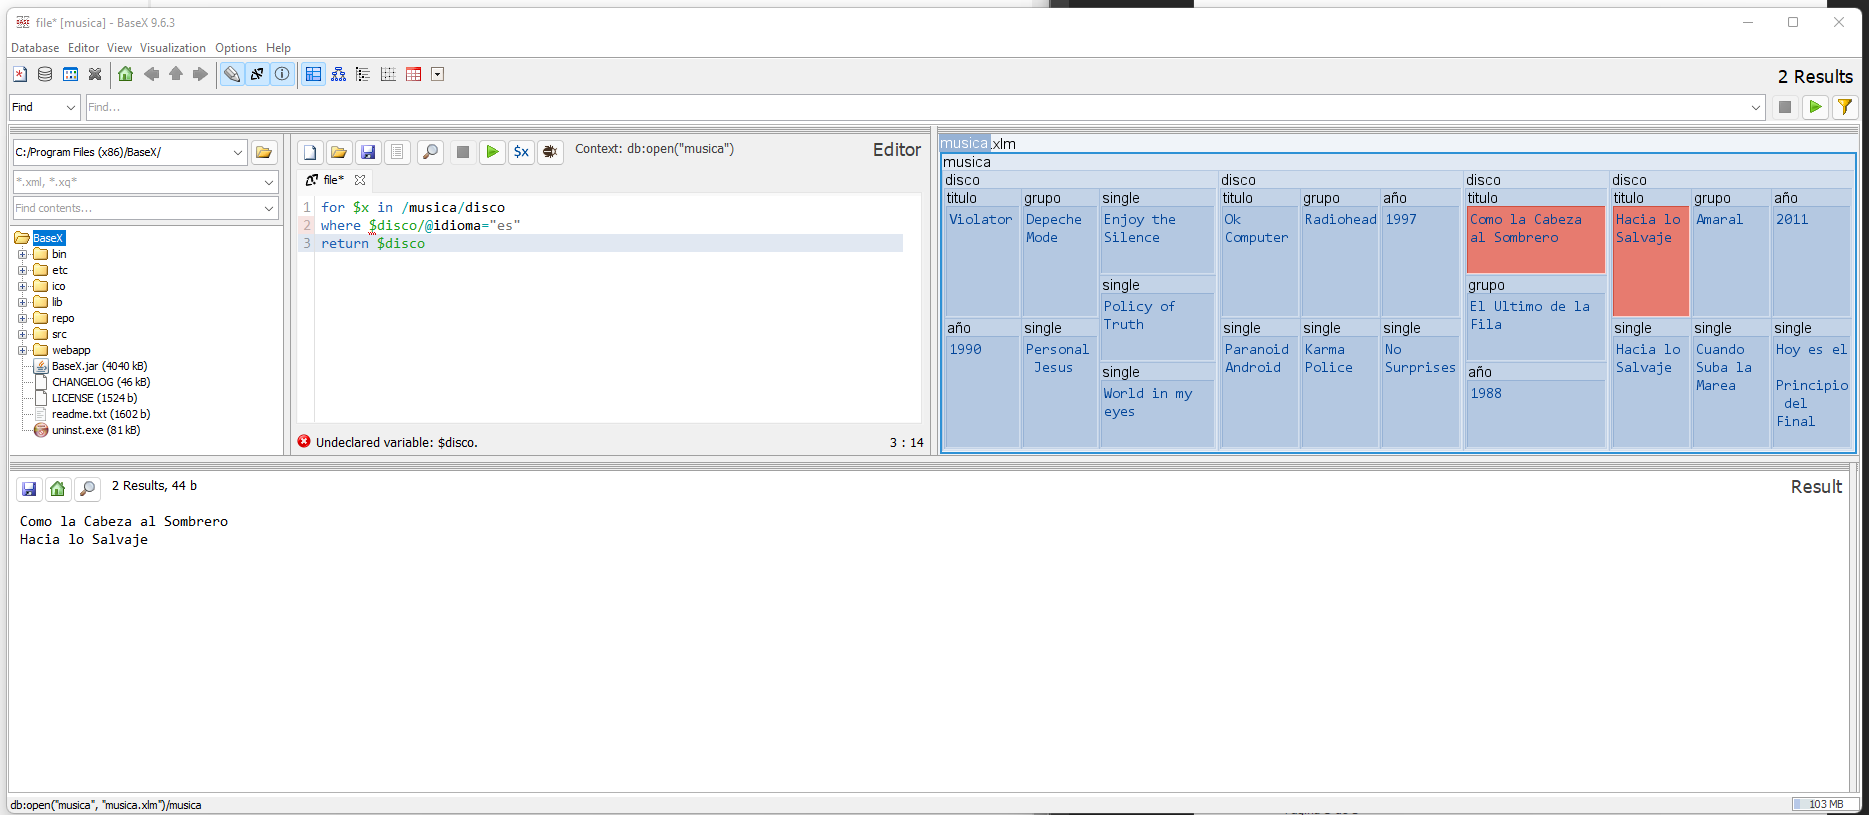 file* [musica] - BaseX 9.6.3
Database Editor View Visualization Options Help
2 Results
Find
Find...
C:/Program Files (x86)/BaseX/
*.xml, *.xq*
Find contents...
BaseX
bin
etc
ico
lib
repo
src
webapp
BaseX.jar (4040 kB)
CHANGELOG (46 kB)
LICENSE (1524 b)
readme.txt (1602 b)
uninst.exe (81 kB)
$x
Context: db:open("musica")
Editor
file*
1 for $x in /musica/disco
2 where $disco/@idioma="es"
3 return $disco
Undeclared variable: $disco.
3 : 14
musica.xlm
musica
disco
titulo
Violator
grupo
Depeche
Mode
single
Enjoy the
Silence
single
Policy of
Truth
año
1990
single
Personal
Jesus
single
World in my
eyes
disco
titulo
Ok
Computer
grupo
Radiohead
año
1997
single
Paranoid
Android
single
Karma
Police
single
No
Surprises
disco
titulo
Como la Cabeza
al Sombrero
grupo
El Ultimo de la
Fila
año
1988
disco
titulo
Hacia lo
Salvaje
grupo
Amaral
año
2011
single
Hacia lo
Salvaje
single
Cuando
Suba la
Marea
single
Hoy es el
Principio
del
Final
2 Results, 44 b
Result
Como la Cabeza al Sombrero
Hacia lo Salvaje
db:open("musica", "musica.xlm")/musica
103 MB